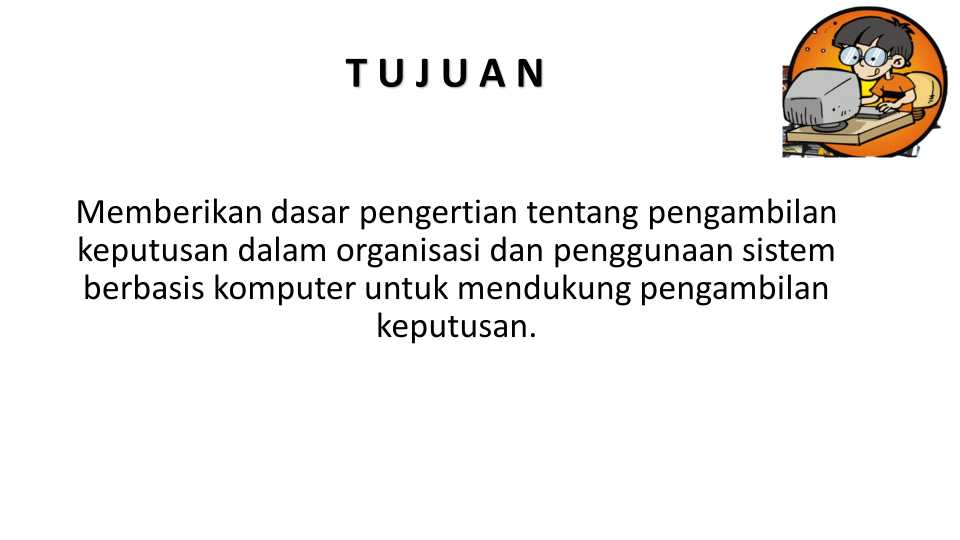 T U J U A N
Memberikan dasar pengertian tentang pengambilan
keputusan dalam organisasi dan penggunaan sistem
berbasis komputer untuk mendukung pengambilan
keputusan.